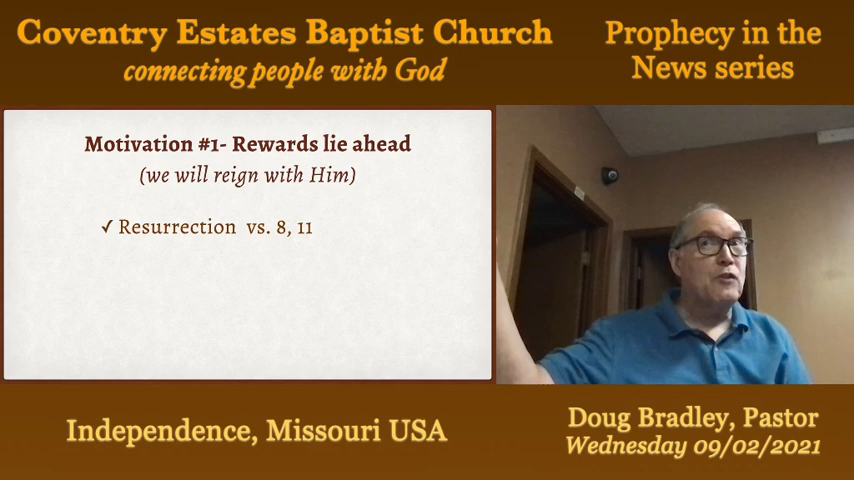 Coventry Estates Baptist Church
connecting people with God
Prophecy in the
News series
Motivation #1- Rewards lie ahead
(we will reign with Him)
✓ Resurrection vs. 8, 11
Independence, Missouri USA
Doug Bradley, Pastor
Wednesday 09/02/2021